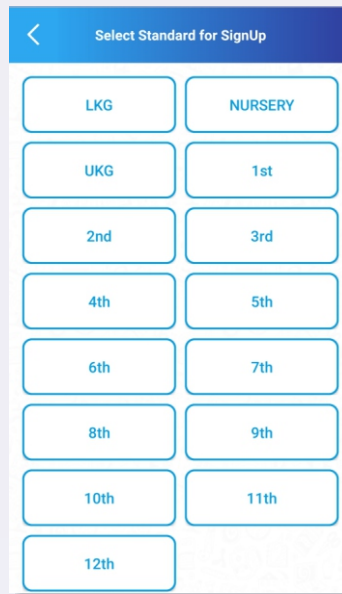 Select Standard for SignUp
LKG
NURSERY
UKG
1st
2nd
3rd
4th
5th
6th
7th
8th
9th
10th
11th
12th